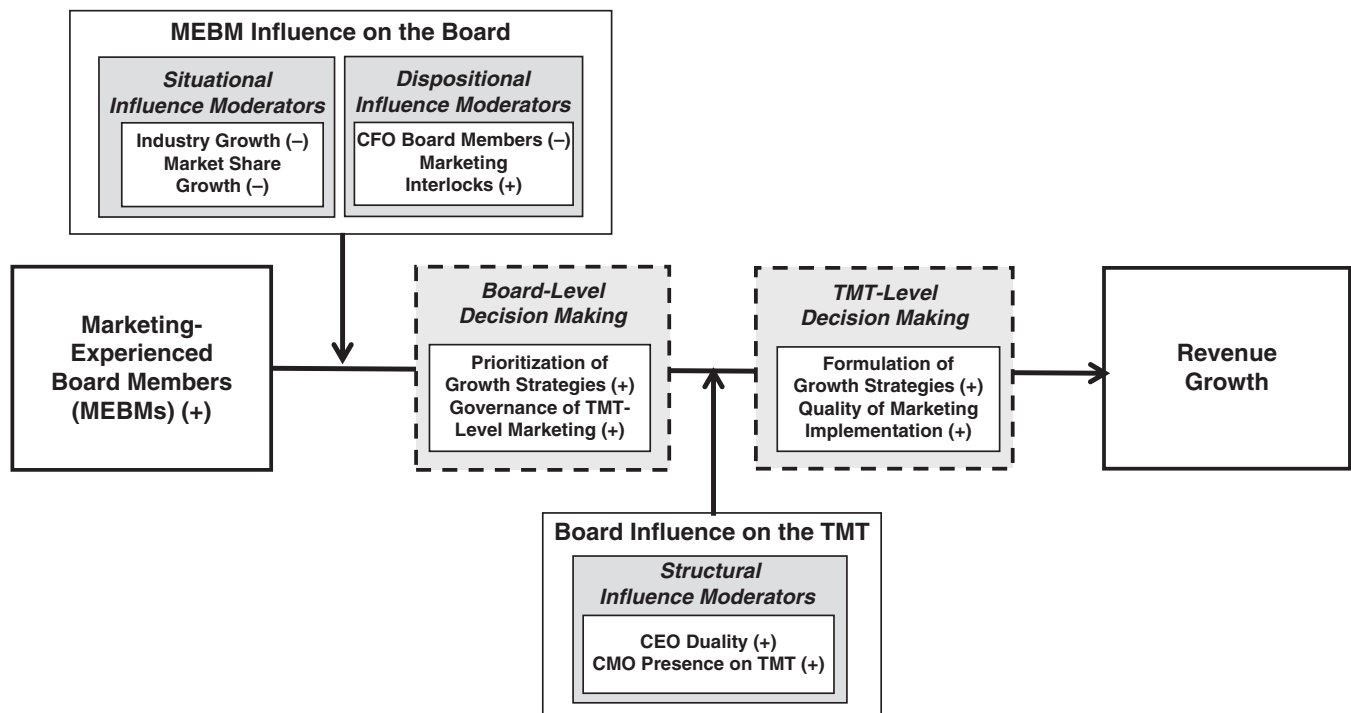 MEBM Influence on the Board
Situational
Influence Moderators
Industry Growth (–)
Market Share
Growth (–)
Dispositional
Influence Moderators
CFO Board Members (–)
Marketing
Interlocks (+)
Marketing-
Experienced
Board Members
(MEBMs) (+)
Board-Level
Decision Making
Prioritization of
Growth Strategies (+)
Governance of TMT-
Level Marketing (+)
TMT-Level
Decision Making
Formulation of
Growth Strategies (+)
Quality of Marketing
Implementation (+)
Revenue
Growth
Board Influence on the TMT
Structural
Influence Moderators
CEO Duality (+)
CMO Presence on TMT (+)